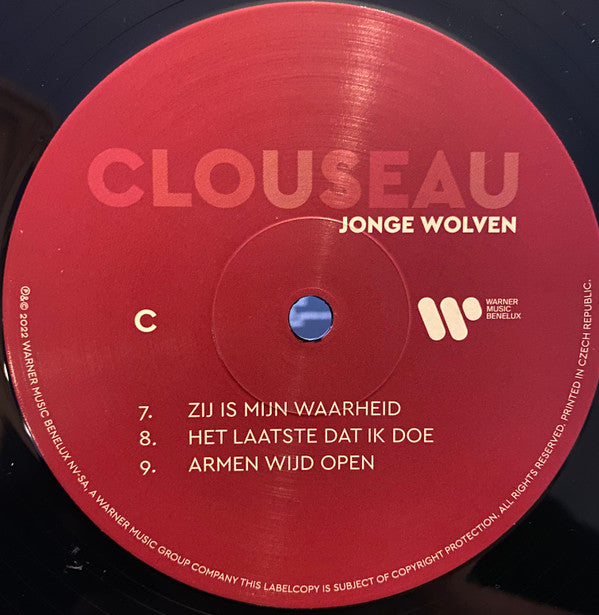 CLOUSEAU
JONGE WOLVEN
C
WARNER
MUSIC
BENELUX
7. ZIJ IS MIJN WAARHEID
8. HET LAATSTE DAT IK DOE
9. ARMEN WIJD OPEN
℗&© 2022 WARNER MUSIC BENELUX NV-SA, A WARNER MUSIC GROUP COMPANY THIS LABELCOPY IS SUBJECT OF COPYRIGHT PROTECTION. ALL RIGHTS RESERVED. PRINTED IN CZECH REPUBLIC.